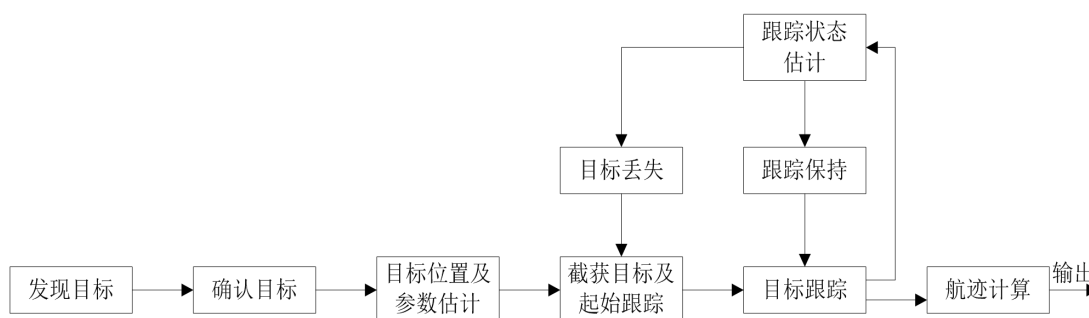 跟踪状态
估计
目标丢失
跟踪保持
发现目标
确认目标
目标位置及
参数估计
截获目标及
起始跟踪
目标跟踪
航迹计算
输出